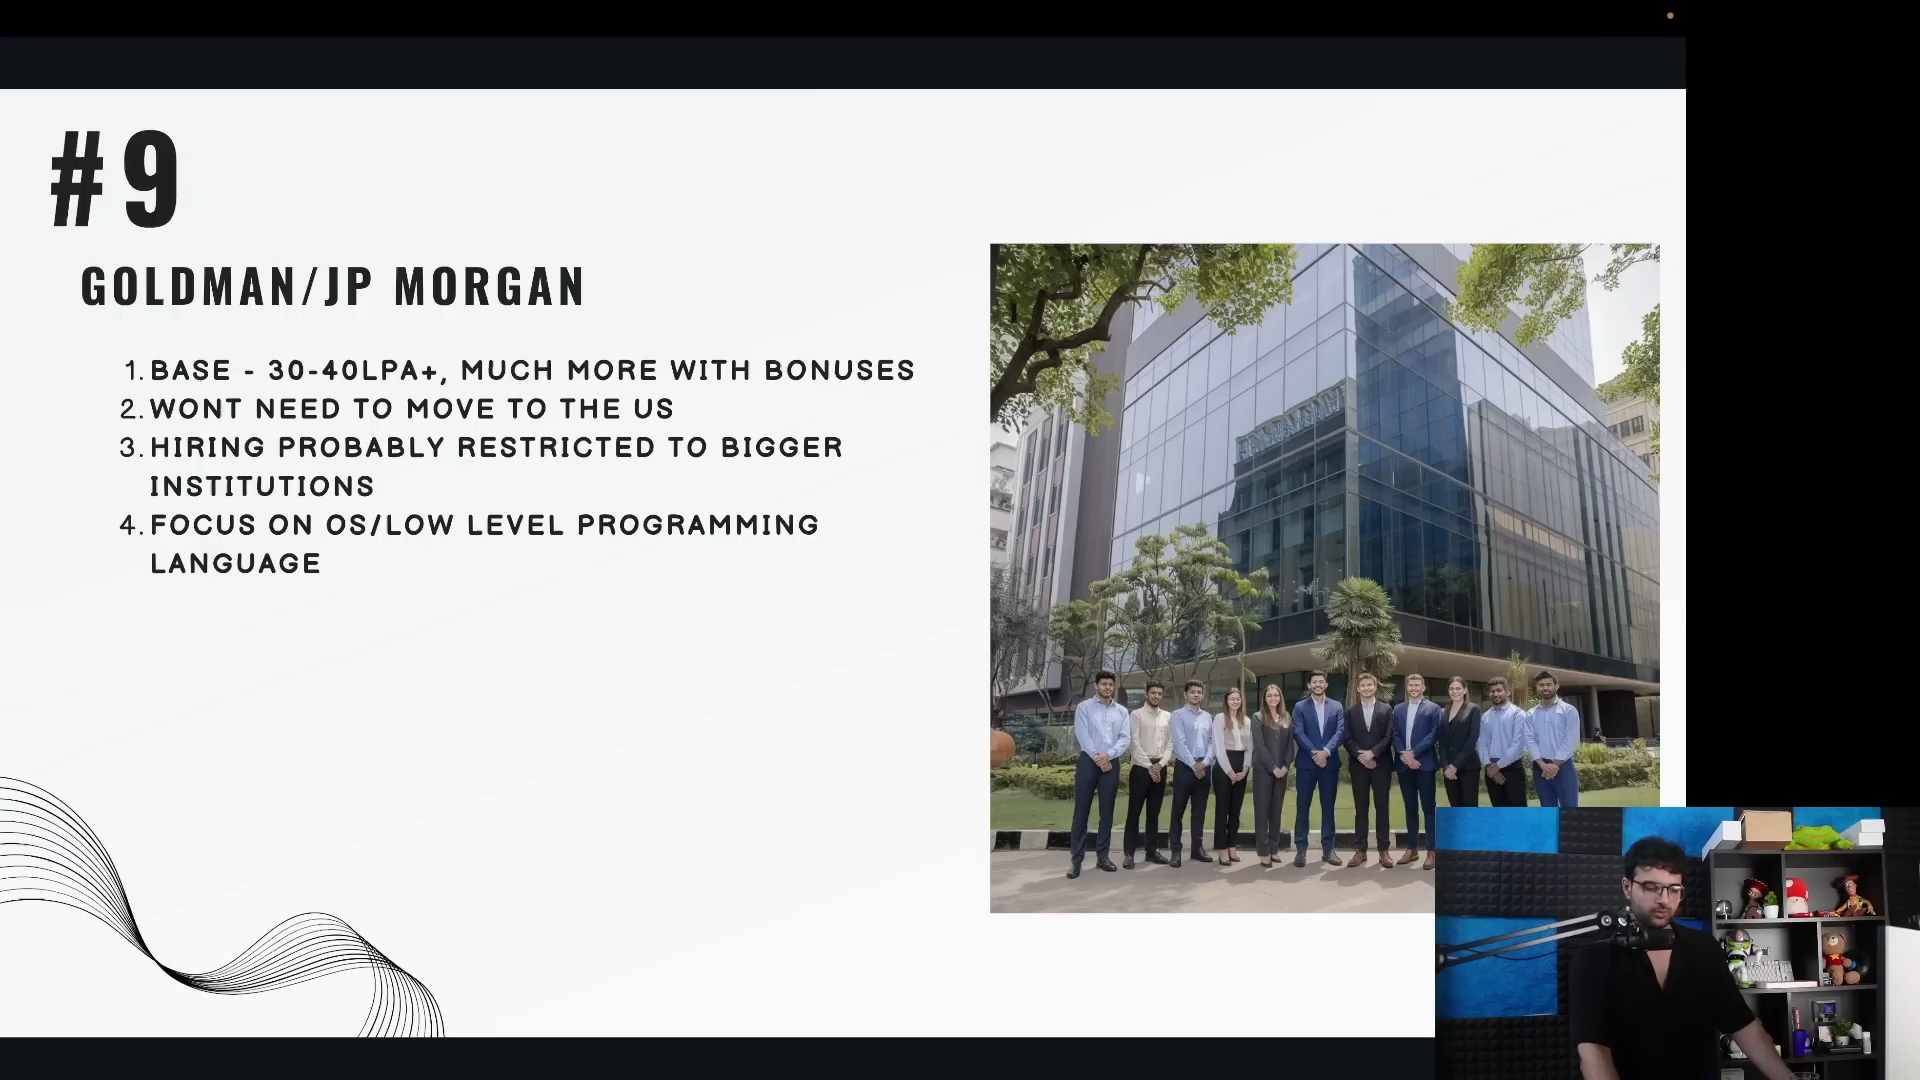 #9
GOLDMAN/JP MORGAN
1. BASE - 30-40LPA+, MUCH MORE WITH BONUSES
2. WONT NEED TO MOVE TO THE US
3. HIRING PROBABLY RESTRICTED TO BIGGER
INSTITUTIONS
4. FOCUS ON OS/LOW LEVEL PROGRAMMING
LANGUAGE